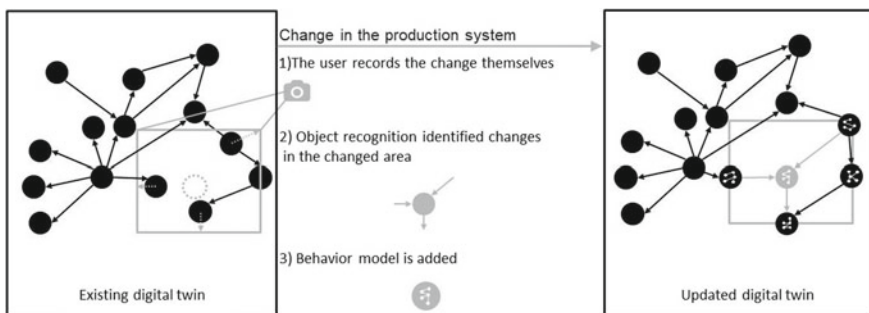 Change in the production system
1)The user records the change themselves
2) Object recognition identified changes
in the changed area
3) Behavior model is added
Existing digital twin
Updated digital twin